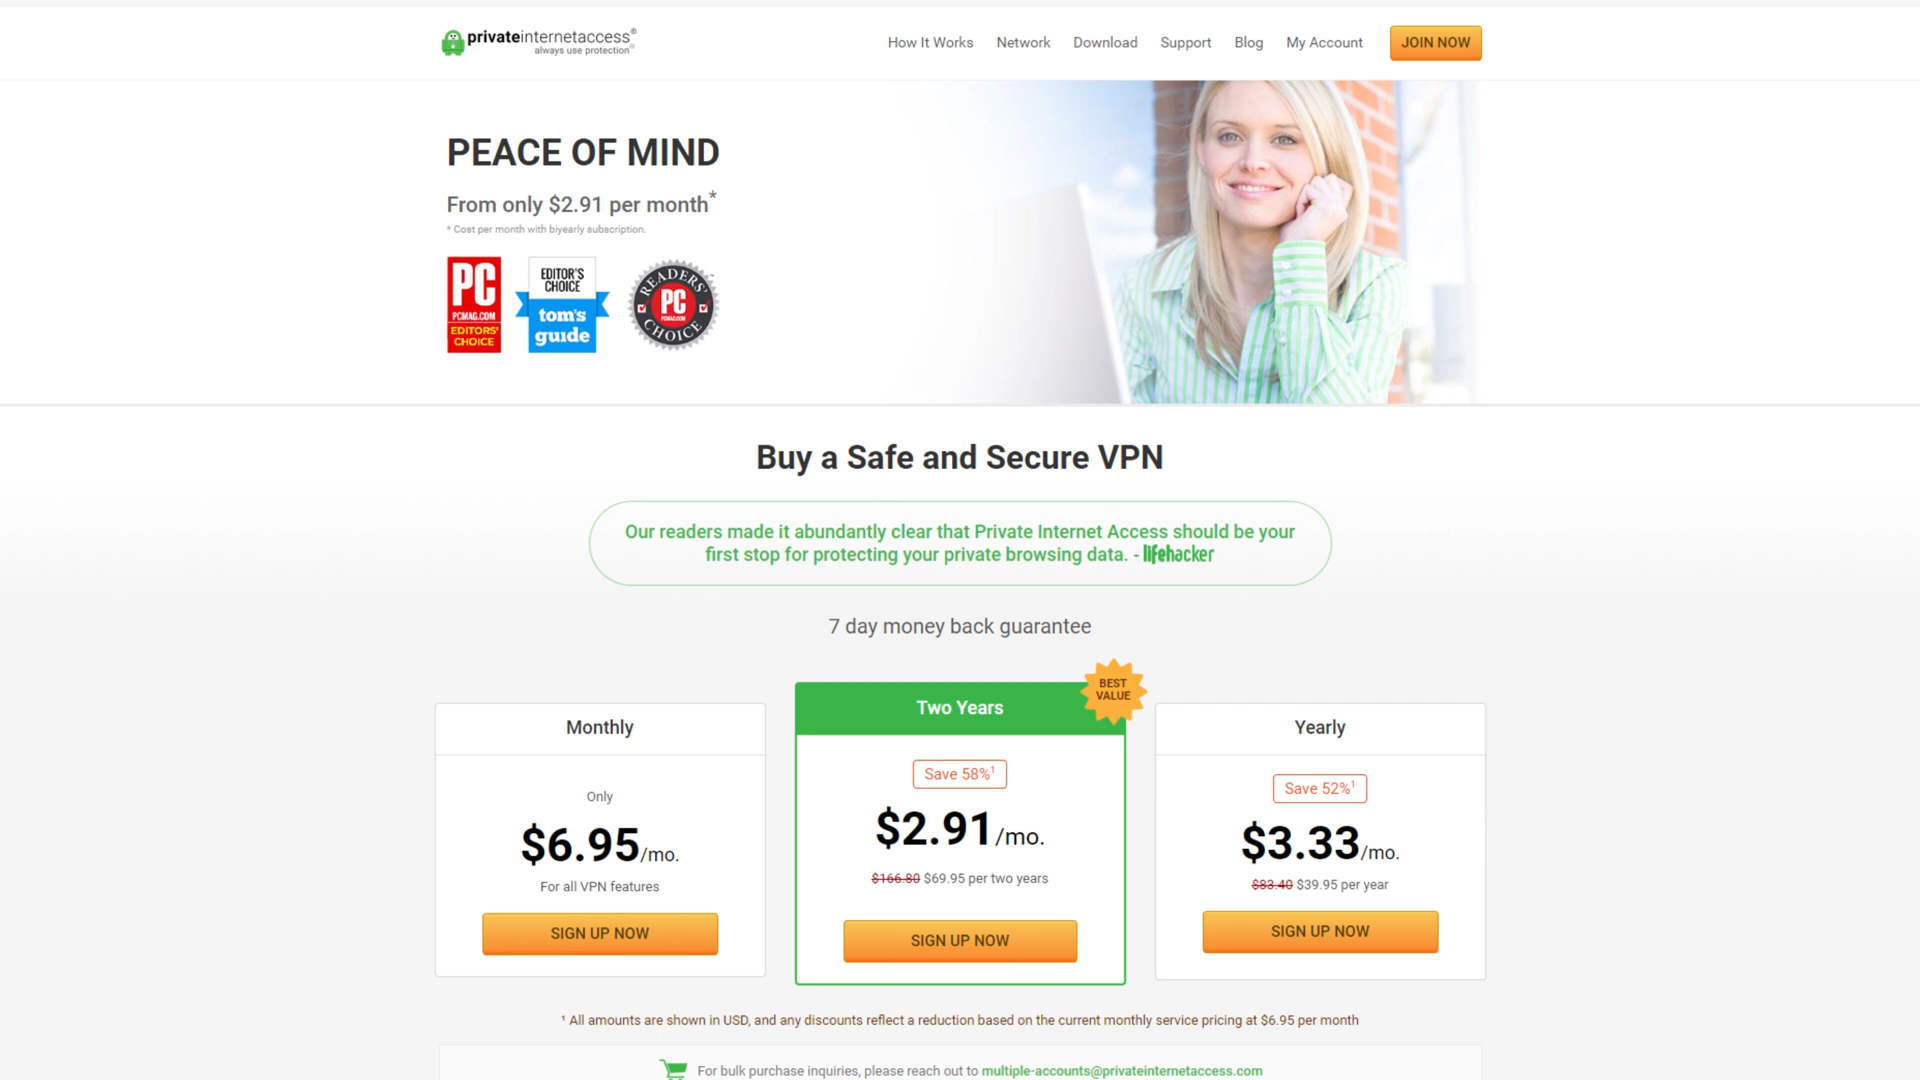 privateinternetaccess®
always use protection®
How It Works
Network
Download
Support
Blog
My Account
JOIN NOW
PEACE OF MIND
From only $2.91 per month*
* Cost per month with biyearly subscription.
PC
PCMAG.COM
EDITORS'
CHOICE
EDITOR'S
CHOICE
tom's
guide
READERS'
PC
PCMAG.COM
CHOICE
Buy a Safe and Secure VPN
Our readers made it abundantly clear that Private Internet Access should be your
first stop for protecting your private browsing data. - lifehacker
7 day money back guarantee
Monthly
Only
$6.95/mo.
For all VPN features
SIGN UP NOW
BEST
VALUE
Two Years
Save 58%¹
$2.91/mo.
$166.80 $69.95 per two years
SIGN UP NOW
Yearly
Save 52%¹
$3.33/mo.
$83.40 $39.95 per year
SIGN UP NOW
¹ All amounts are shown in USD, and any discounts reflect a reduction based on the current monthly service pricing at $6.95 per month
For bulk purchase inquiries, please reach out to multiple-accounts@privateinternetaccess.com